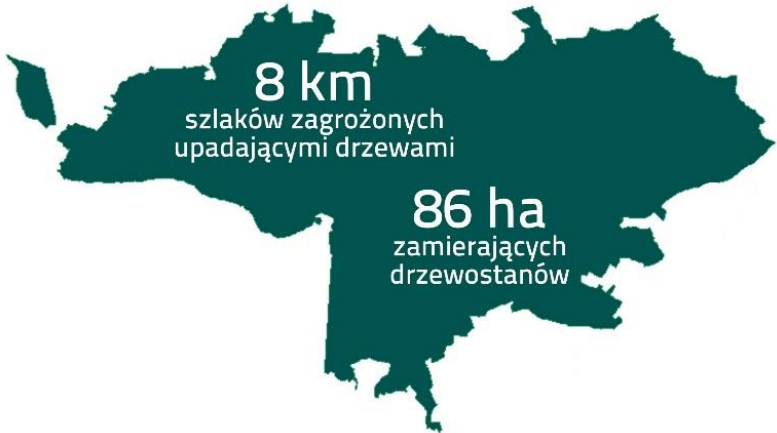 8 km
szlaków zagrożonych
upadającymi drzewami
86 ha
zamierających
drzewostanów